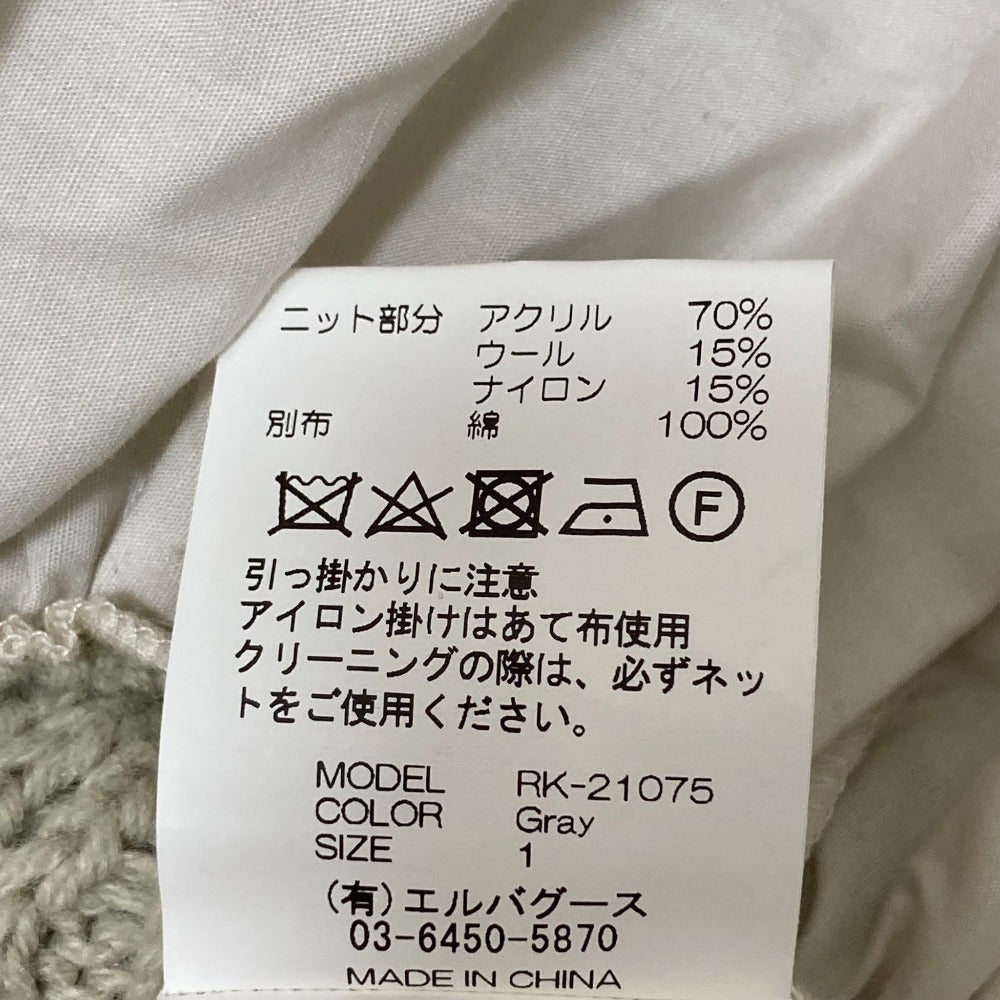 ニット部分 アクリル 70%
ウール 15%
ナイロン 15%
別布 綿 100%
F
引っ掛かりに注意
アイロン掛けはあて布使用
クリーニングの際は、必ずネッ
トをご使用ください。
MODEL RK-21075
COLOR Gray
SIZE 1
(有)エルバグース
03-6450-5870
MADE IN CHINA